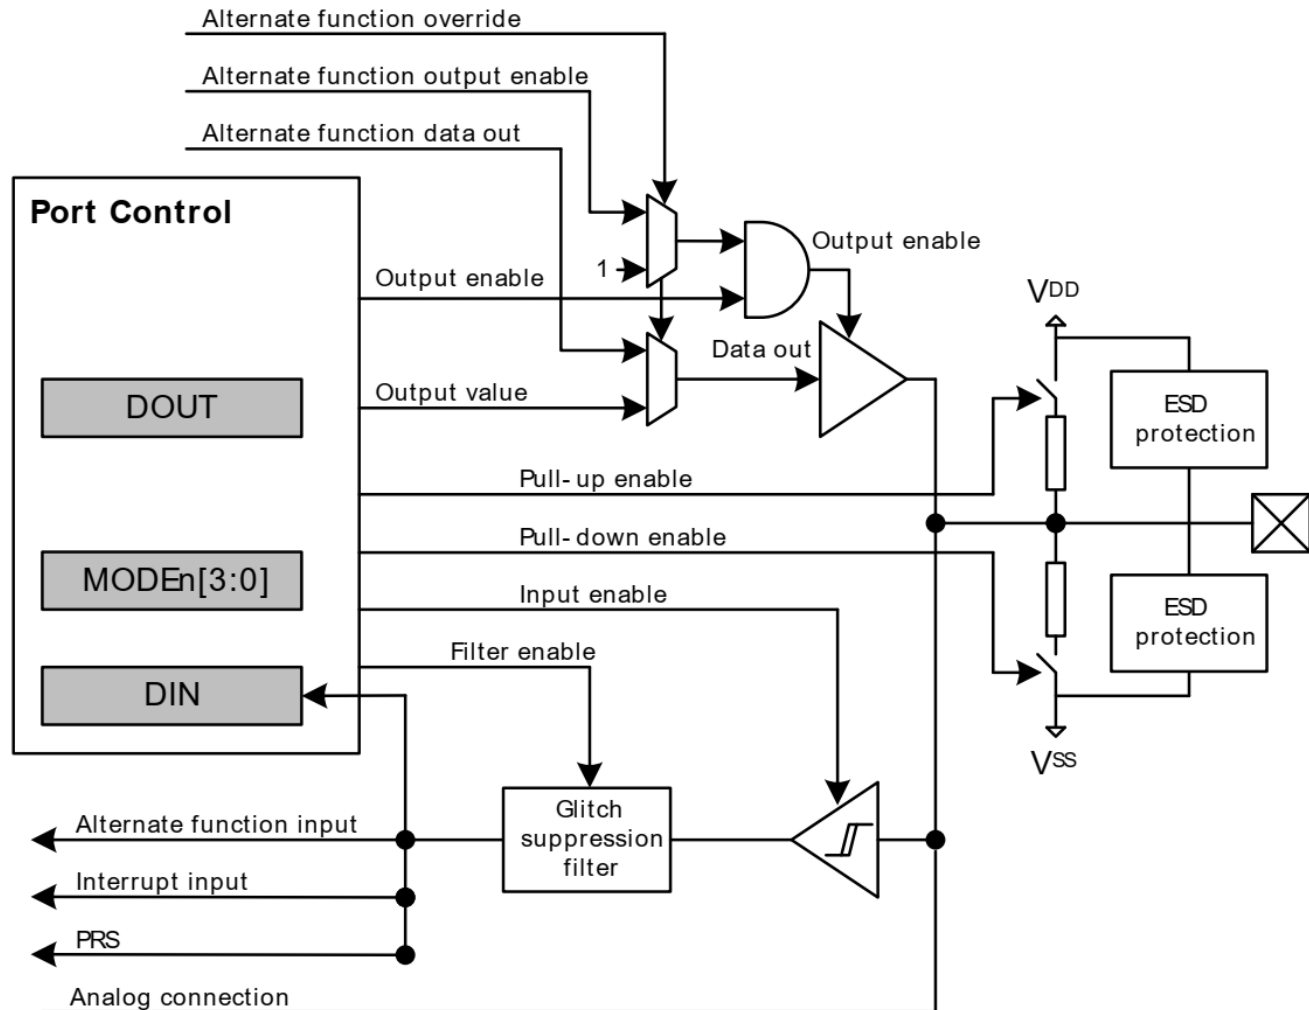 Alternate function override
Alternate function output enable
Alternate function data out
Port Control
Output enable
1
Output enable
VDD
Data out
DOUT
Output value
ESD
protection
Pull-up enable
Pull-down enable
MODEn[3:0]
Input enable
ESD
protection
Filter enable
DIN
VSS
Glitch
suppression
filter
Alternate function input
Interrupt input
PRS
Analog connection